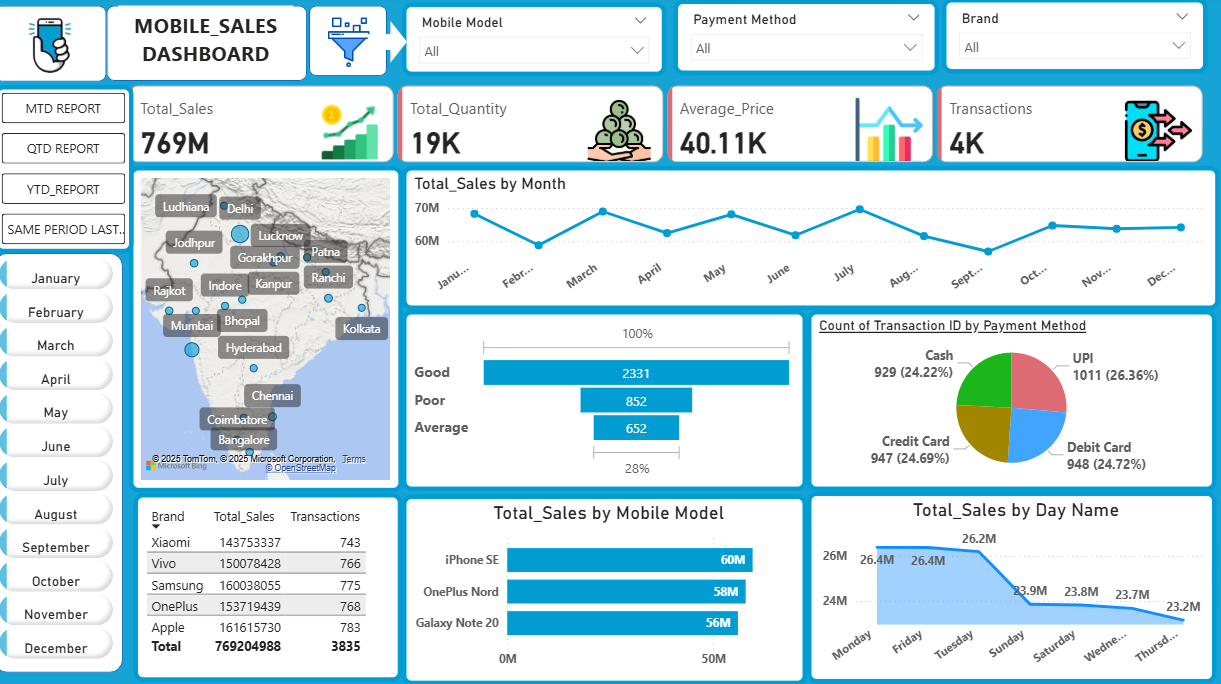 MOBILE_SALES
DASHBOARD
Mobile Model
All
Payment Method
All
Brand
All
MTD REPORT
QTD REPORT
YTD_REPORT
SAME PERIOD LAST..
Total_Sales
769M
Total_Quantity
19K
Average_Price
40.11K
Transactions
4K
January
February
March
April
May
June
July
August
September
October
November
December
Ludhiana
Delhi
Jodhpur
Lucknow
Gorakhpur
Patna
Rajkot
Indore
Kanpur
Ranchi
Mumbai
Bhopal
Kolkata
Hyderabad
Chennai
Coimbatore
Bangalore
© 2025 TomTom, © 2025 Microsoft Corporation, Terms
Microsoft Bing
© OpenStreetMap
Total_Sales by Month
70M
60M
Janu...
Febr...
March
April
May
June
July
Aug...
Sept...
Oct...
Nov...
Dec...
100%
Good 2331
Poor 852
Average 652
28%
Count of Transaction ID by Payment Method
Cash
929 (24.22%)
UPI
1011 (26.36%)
Credit Card
947 (24.69%)
Debit Card
948 (24.72%)
Brand Total_Sales Transactions
Xiaomi 143753337 743
Vivo 150078428 766
Samsung 160038055 775
OnePlus 153719439 768
Apple 161615730 783
Total 769204988 3835
Total_Sales by Mobile Model
iPhone SE 60M
OnePlus Nord 58M
Galaxy Note 20 56M
0M 50M
Total_Sales by Day Name
26M
24M
26.4M
26.4M
26.2M
23.9M
23.8M
23.7M
23.2M
Monday
Friday
Tuesday
Sunday
Saturday
Wedne...
Thursd...